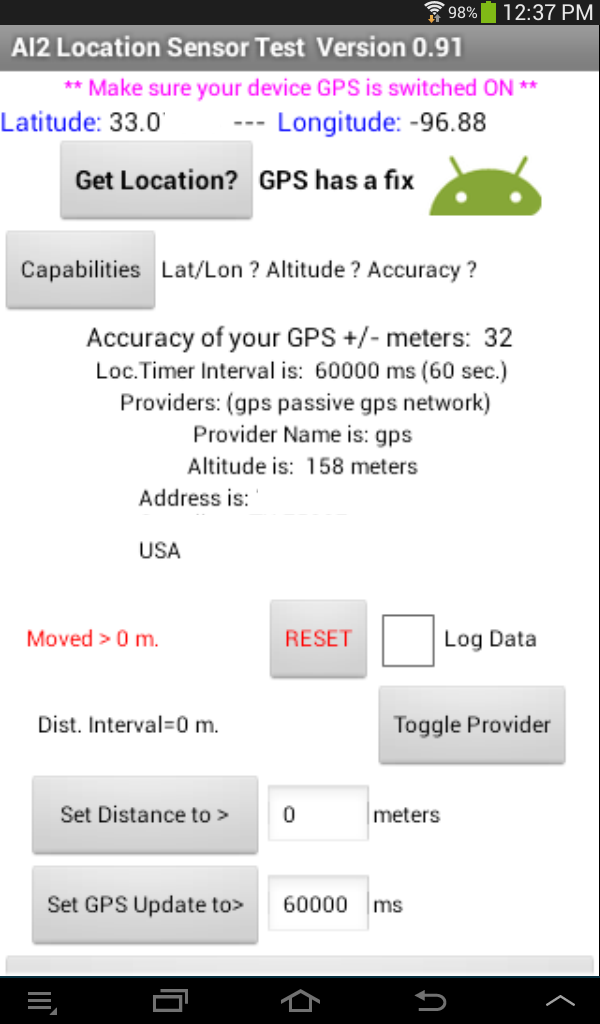 98% 12:37 PM
AI2 Location Sensor Test Version 0.91
** Make sure your device GPS is switched ON **
Latitude: 33.0 --- Longitude: -96.88
Get Location? GPS has a fix
Capabilities Lat/Lon ? Altitude ? Accuracy ?
Accuracy of your GPS +/- meters: 32
Loc.Timer Interval is: 60000 ms (60 sec.)
Providers: (gps passive gps network)
Provider Name is: gps
Altitude is: 158 meters
Address is:
USA
Moved > 0 m. RESET Log Data
Dist. Interval=0 m. Toggle Provider
Set Distance to > 0 meters
Set GPS Update to> 60000 ms